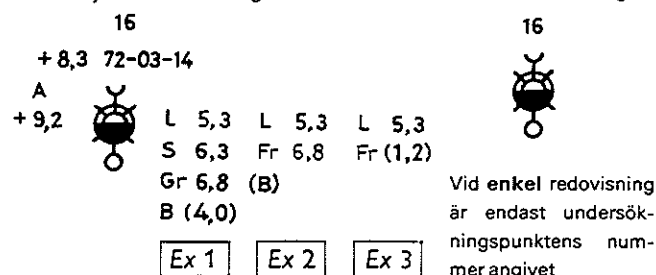 16
+ 8,3 72-03-14
A
+ 9,2
L 5,3 L 5,3 L 5,3
S 6,3 Fr 6,8 Fr (1,2)
Gr 6,8 (B)
B (4,0)
Ex 1 Ex 2 Ex 3
16
Vid enkel redovisning
är endast undersök-
ningspunktens num-
mer angivet